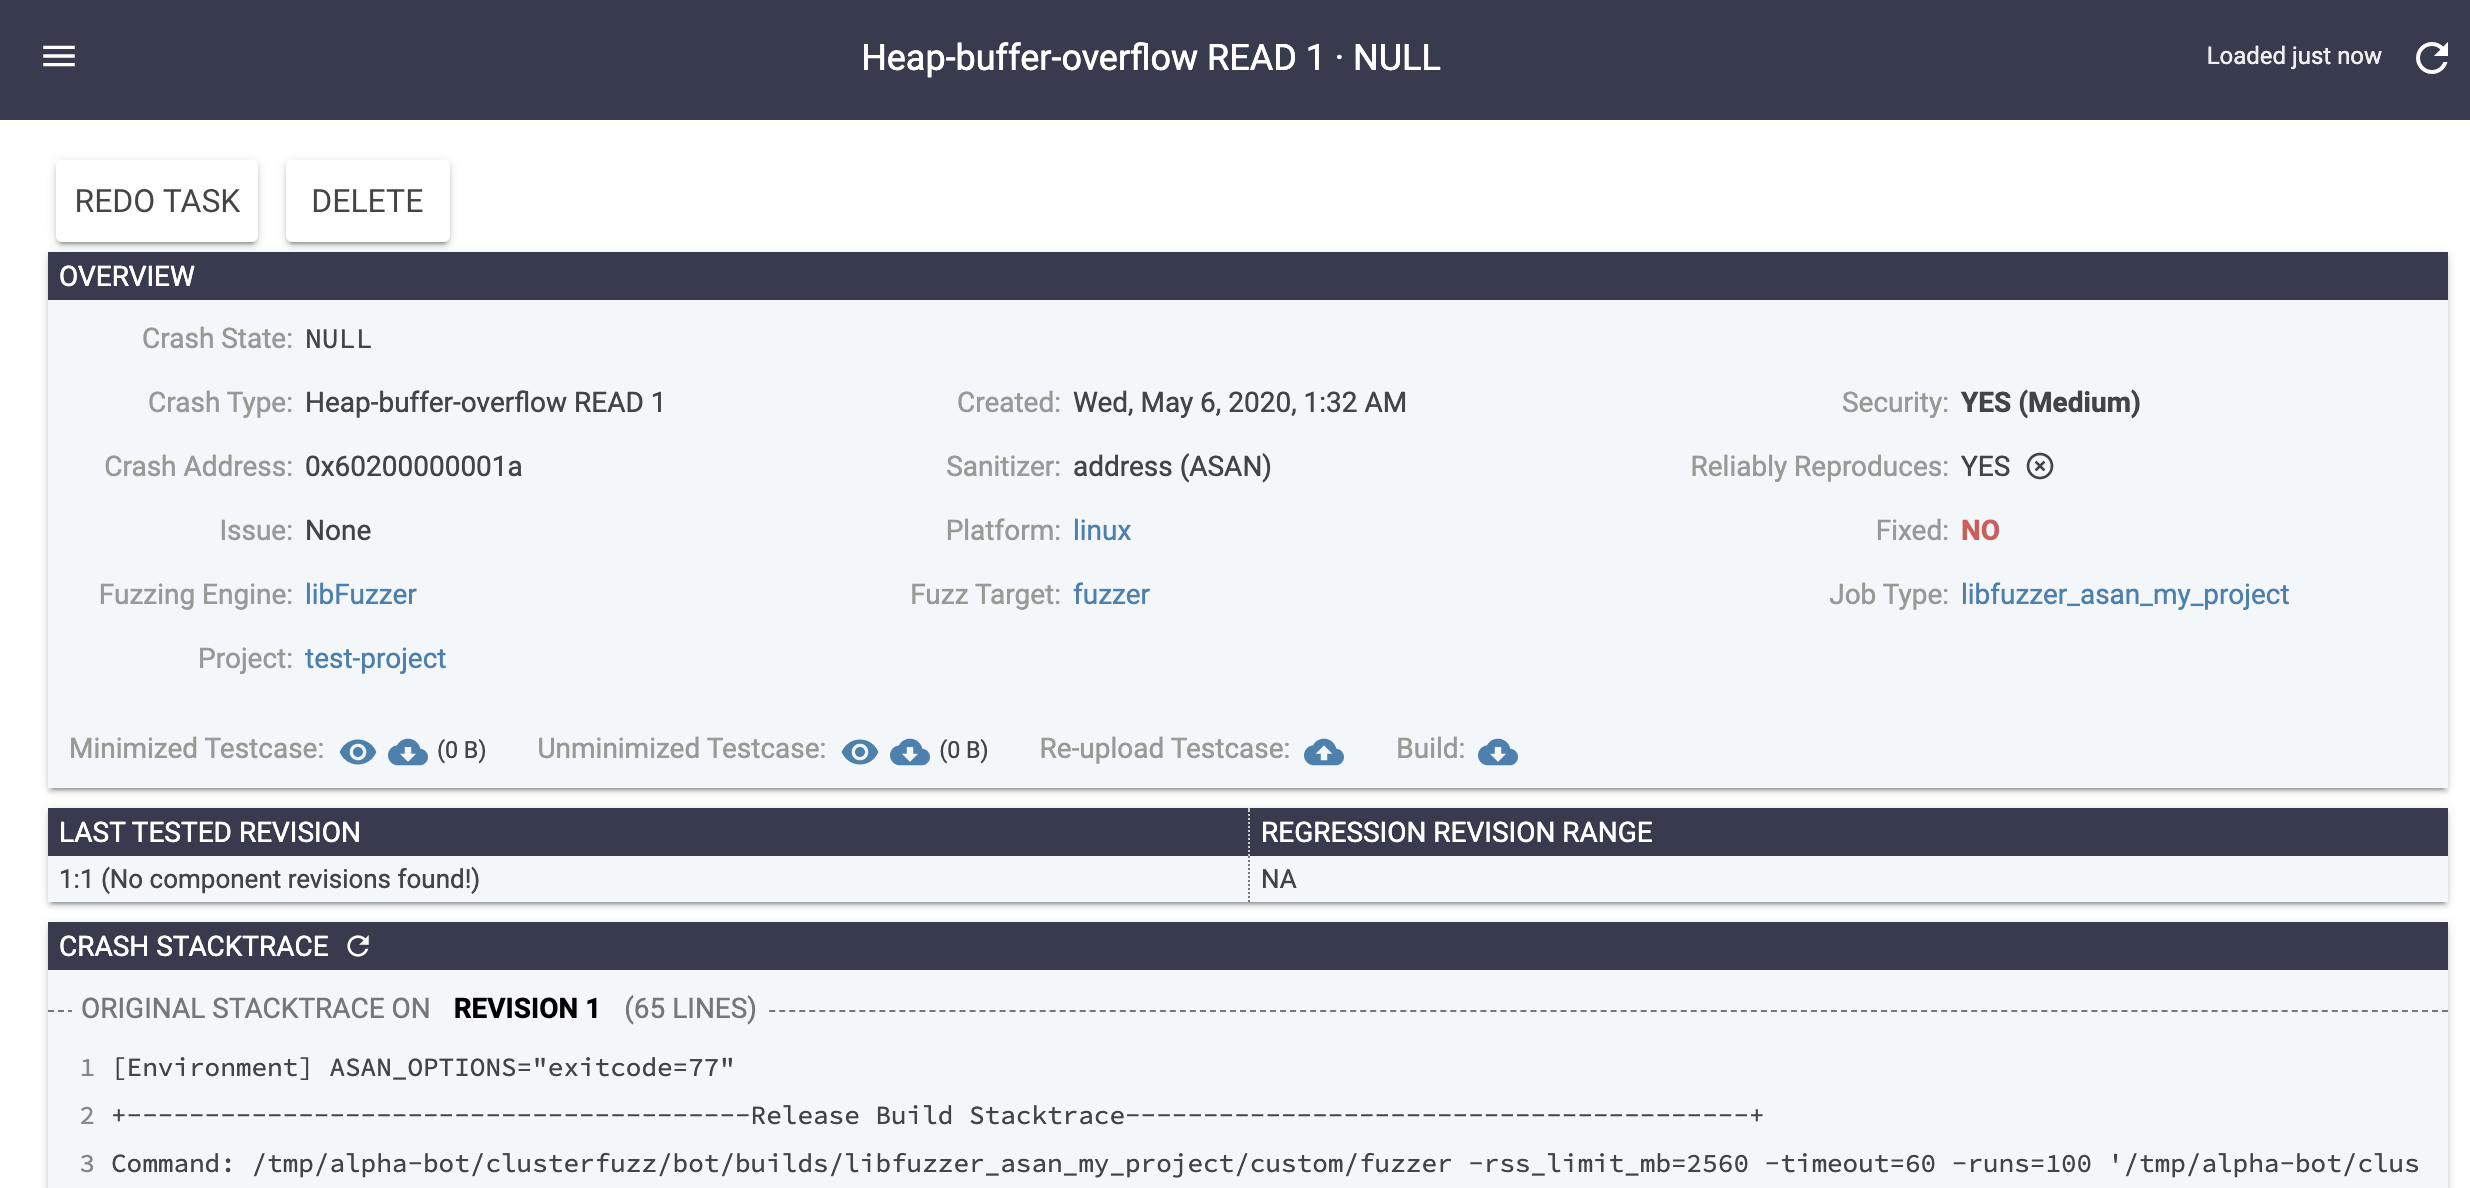 Heap-buffer-overflow READ 1 · NULL
Loaded just now
REDO TASK DELETE
OVERVIEW
Crash State: NULL
Crash Type: Heap-buffer-overflow READ 1 Created: Wed, May 6, 2020, 1:32 AM Security: YES (Medium)
Crash Address: 0x60200000001a Sanitizer: address (ASAN) Reliably Reproduces: YES
Issue: None Platform: linux Fixed: NO
Fuzzing Engine: libFuzzer Fuzz Target: fuzzer Job Type: libfuzzer_asan_my_project
Project: test-project
Minimized Testcase: (0 B) Unminimized Testcase: (0 B) Re-upload Testcase: Build:
LAST TESTED REVISION REGRESSION REVISION RANGE
1:1 (No component revisions found!) NA
CRASH STACKTRACE
--- ORIGINAL STACKTRACE ON REVISION 1 (65 LINES)
1 [Environment] ASAN_OPTIONS="exitcode=77"
2 +----------------------------------------Release Build Stacktrace----------------------------------------+
3 Command: /tmp/alpha-bot/clusterfuzz/bot/builds/libfuzzer_asan_my_project/custom/fuzzer -rss_limit_mb=2560 -timeout=60 -runs=100 '/tmp/alpha-bot/clus